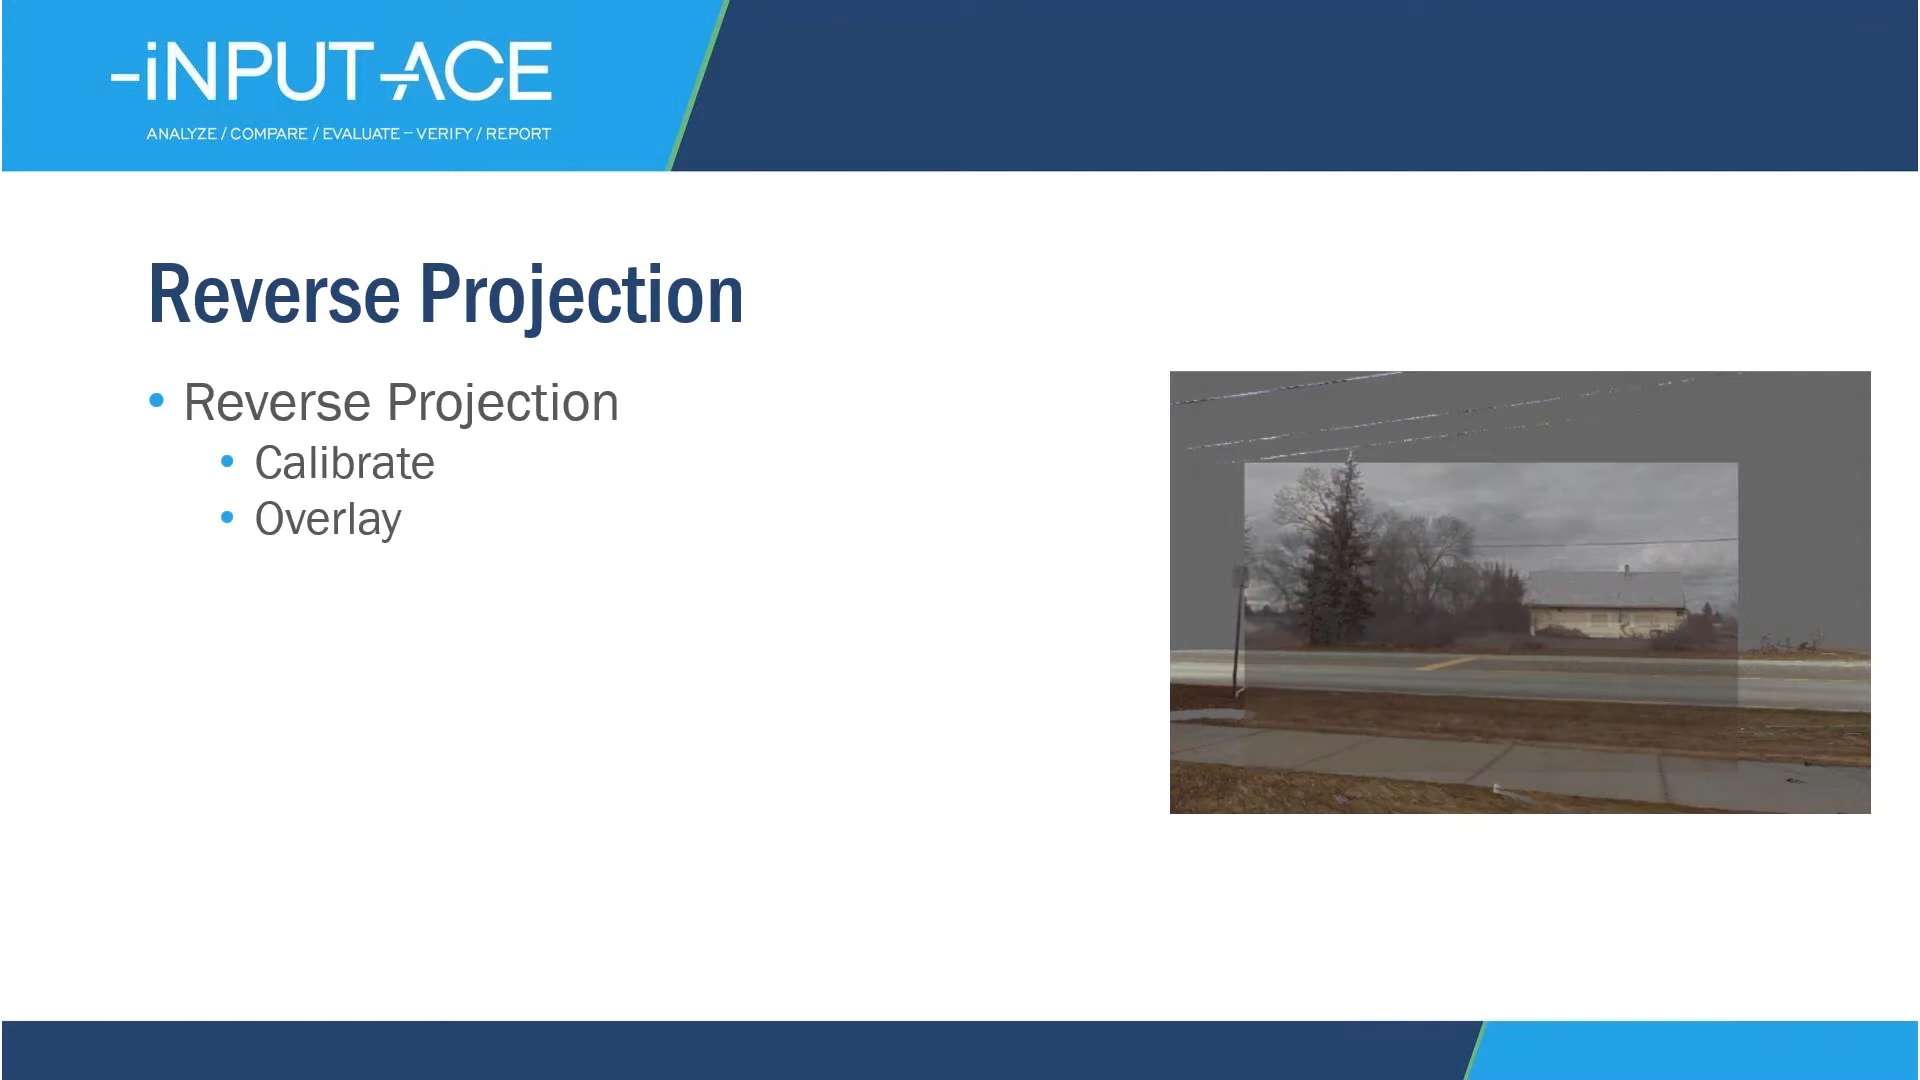 -iNPUT-ACE
ANALYZE / COMPARE / EVALUATE – VERIFY / REPORT
Reverse Projection
• Reverse Projection
• Calibrate
• Overlay